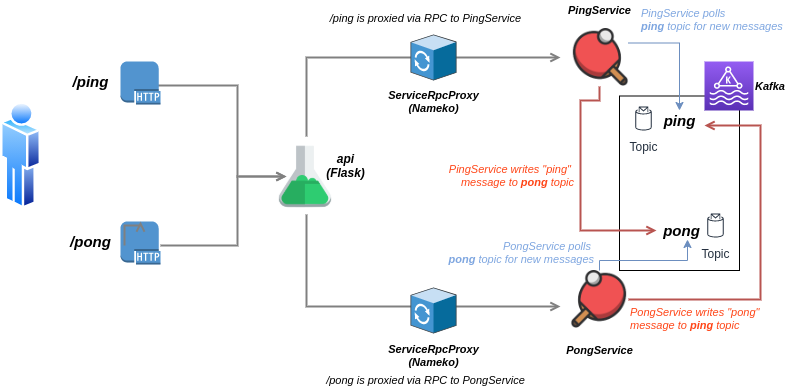 /ping is proxied via RPC to PingService
PingService
PingService polls
ping topic for new messages
/ping
HTTP
ServiceRpcProxy
(Nameko)
K
Kafka
ping
Topic
api
(Flask)
PingService writes "ping"
message to pong topic
/pong
HTTP
pong
Topic
PongService polls
pong topic for new messages
ServiceRpcProxy
(Nameko)
PongService writes "pong"
message to ping topic
PongService
/pong is proxied via RPC to PongService